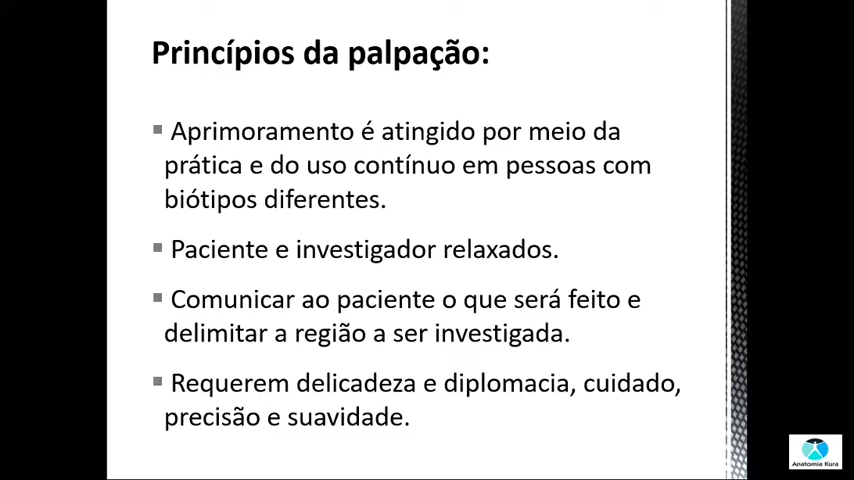 Princípios da palpação:
▪ Aprimoramento é atingido por meio da
prática e do uso contínuo em pessoas com
biótipos diferentes.
▪ Paciente e investigador relaxados.
▪ Comunicar ao paciente o que será feito e
delimitar a região a ser investigada.
▪ Requerem delicadeza e diplomacia, cuidado,
precisão e suavidade.
Anatomia Kura